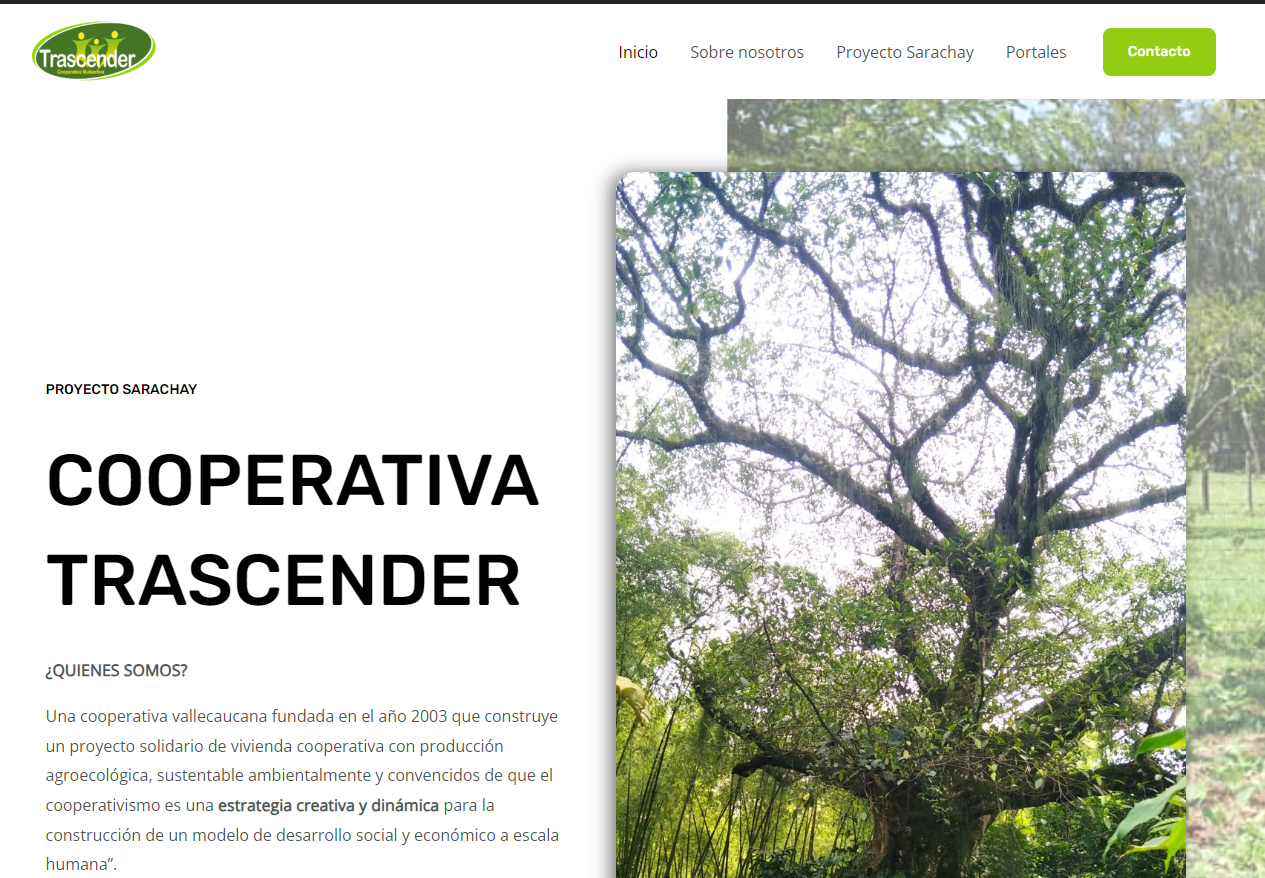 Trascender
Cooperativa Multiactiva
Inicio
Sobre nosotros
Proyecto Sarachay
Portales
Contacto
PROYECTO SARACHAY
COOPERATIVA
TRASCENDER
¿QUIENES SOMOS?
Una cooperativa vallecaucana fundada en el año 2003 que construye
un proyecto solidario de vivienda cooperativa con producción
agroecológica, sustentable ambientalmente y convencidos de que el
cooperativismo es una estrategia creativa y dinámica para la
construcción de un modelo de desarrollo social y económico a escala
humana”.